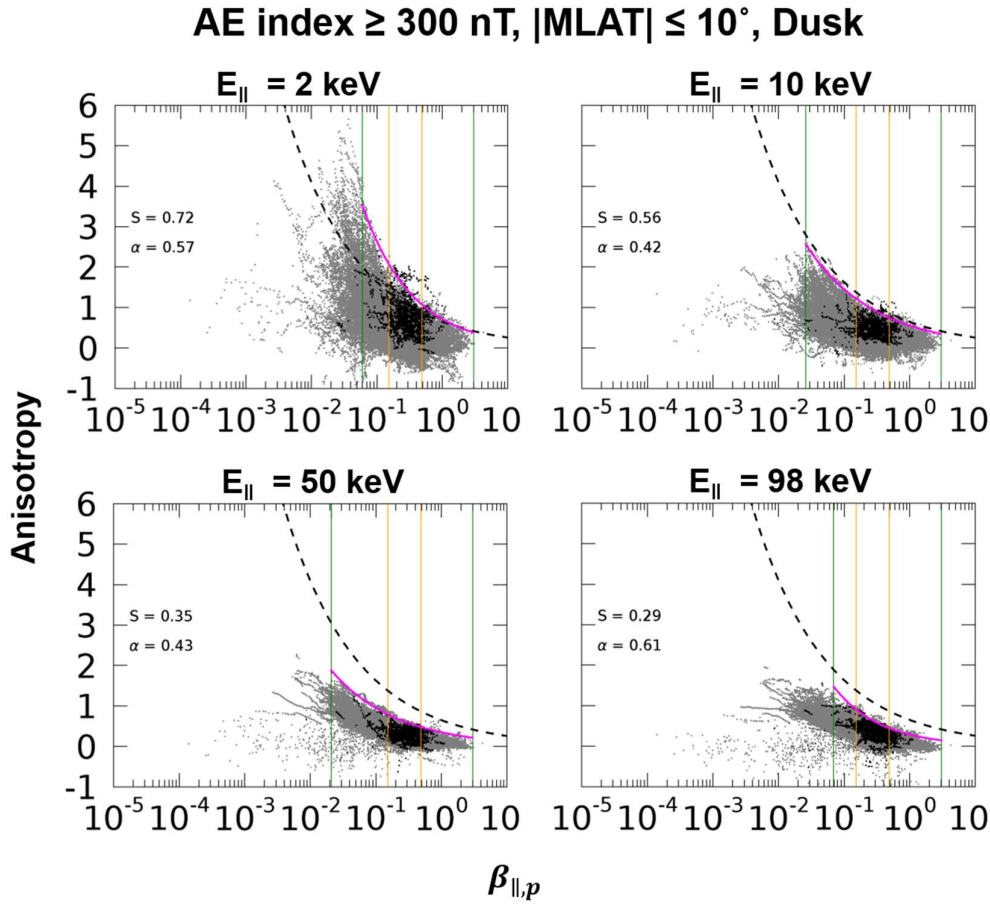 AE index ≥ 300 nT, |MLAT| ≤ 10°, Dusk
E|| = 2 keV
E|| = 10 keV
6
5
4
3
2
1
0
-1
S = 0.72
α = 0.57
S = 0.56
α = 0.42
10⁻⁵ 10⁻⁴ 10⁻³ 10⁻² 10⁻¹ 10⁰ 10
10⁻⁵ 10⁻⁴ 10⁻³ 10⁻² 10⁻¹ 10⁰ 10
Anisotropy
E|| = 50 keV
E|| = 98 keV
6
5
4
3
2
1
0
-1
S = 0.35
α = 0.43
S = 0.29
α = 0.61
10⁻⁵ 10⁻⁴ 10⁻³ 10⁻² 10⁻¹ 10⁰ 10
10⁻⁵ 10⁻⁴ 10⁻³ 10⁻² 10⁻¹ 10⁰ 10
β||,p